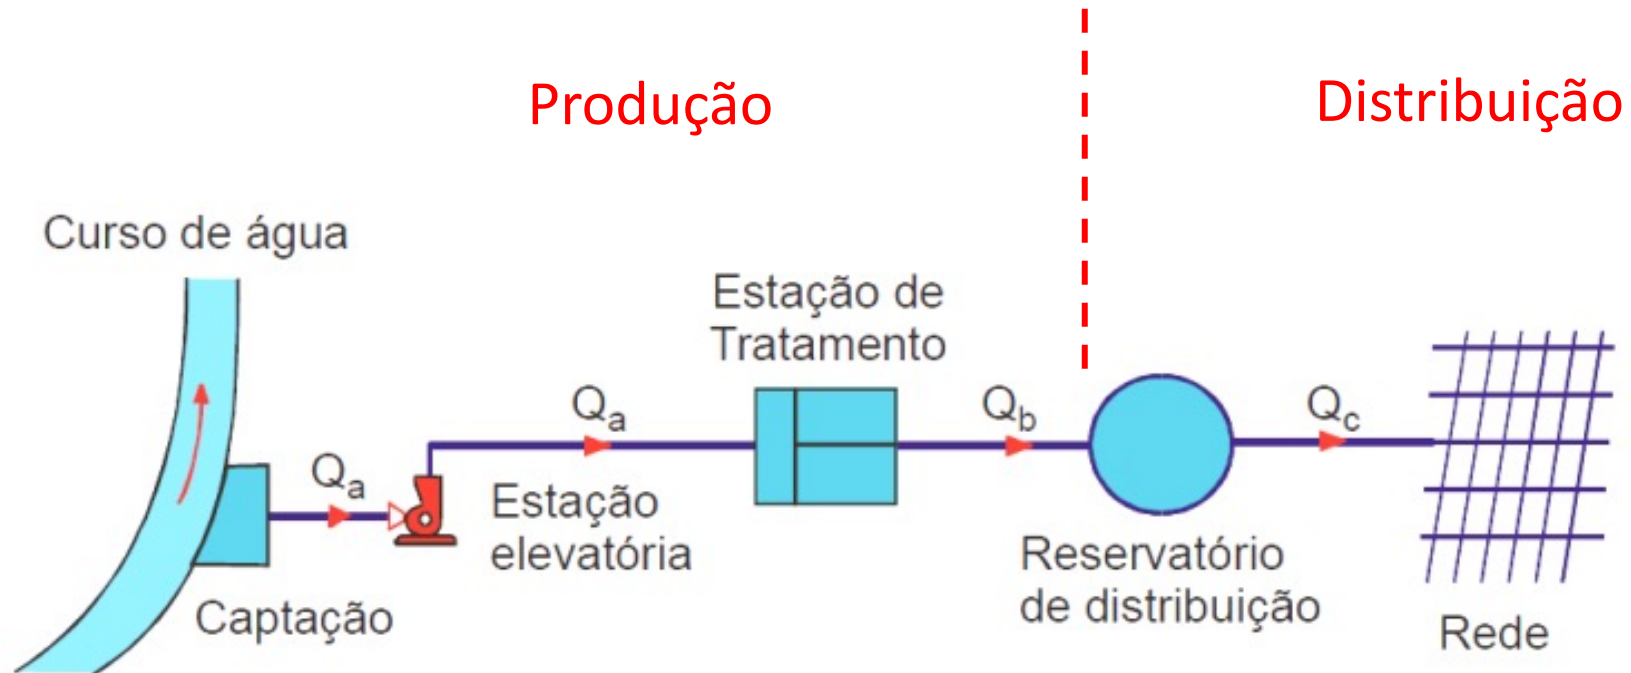 Produção
Distribuição
Curso de água
Estação de
Tratamento
Qa
Qb
Qc
Qa
Estação
elevatória
Reservatório
de distribuição
Captação
Rede